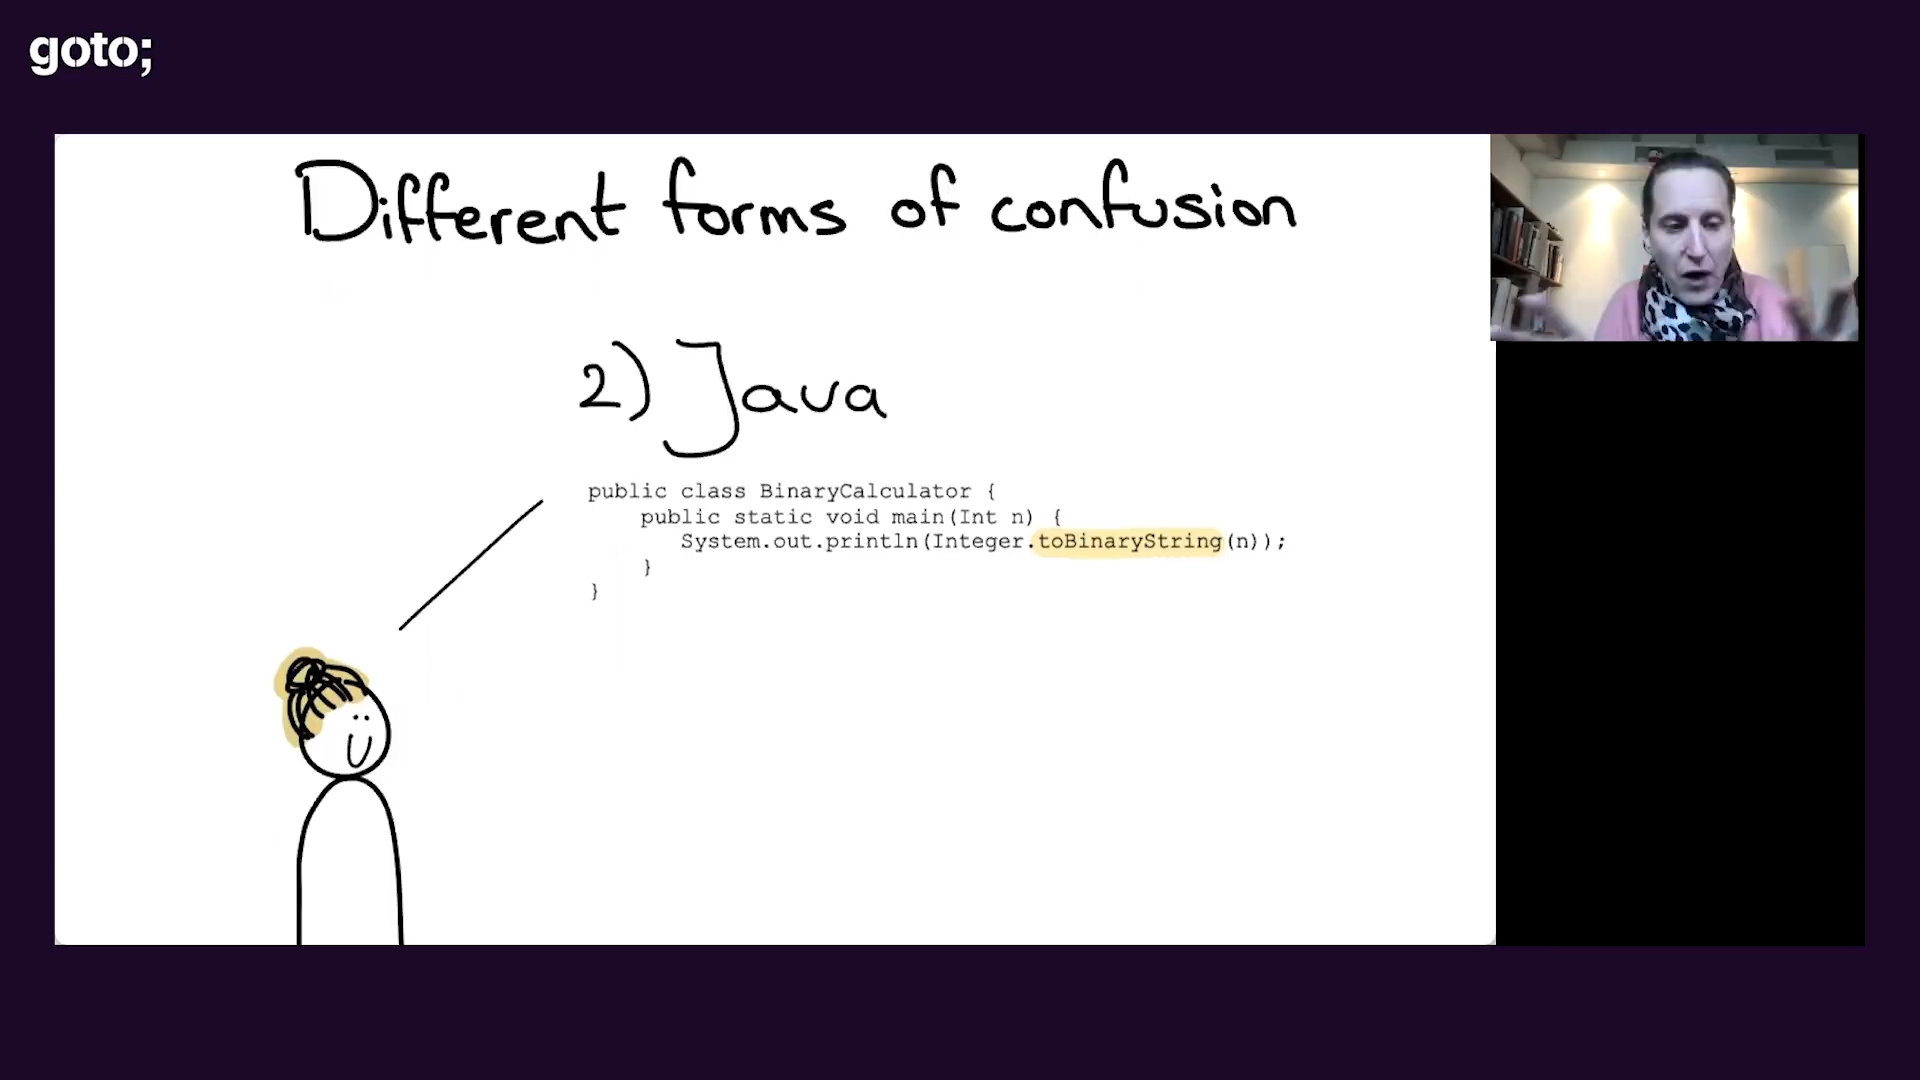 goto;
Different forms of confusion
2) Java
public class BinaryCalculator {
public static void main(Int n) {
System.out.println(Integer.toBinaryString(n));
}
}